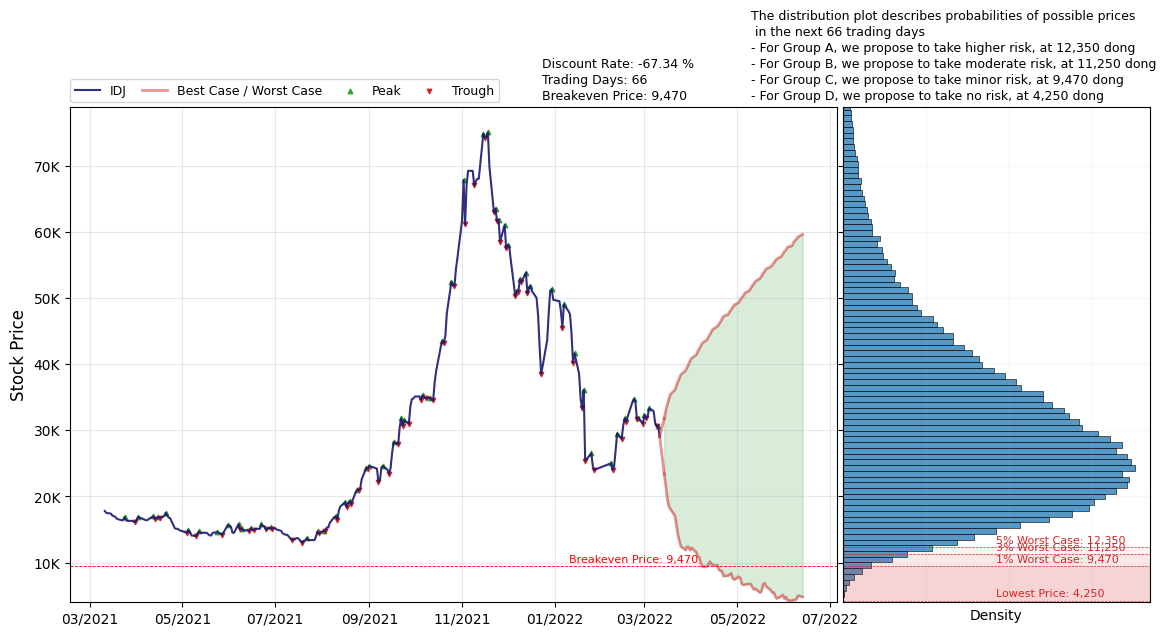 The distribution plot describes probabilities of possible prices
in the next 66 trading days
- For Group A, we propose to take higher risk, at 12,350 dong
- For Group B, we propose to take moderate risk, at 11,250 dong
- For Group C, we propose to take minor risk, at 9,470 dong
- For Group D, we propose to take no risk, at 4,250 dong
Discount Rate: -67.34 %
Trading Days: 66
Breakeven Price: 9,470
IDJ
Best Case / Worst Case
Peak
Trough
Stock Price
70K
60K
50K
40K
30K
20K
10K
Breakeven Price: 9,470
03/2021
05/2021
07/2021
09/2021
11/2021
01/2022
03/2022
05/2022
07/2022
5% Worst Case: 12,350
3% Worst Case: 11,250
1% Worst Case: 9,470
Lowest Price: 4,250
Density